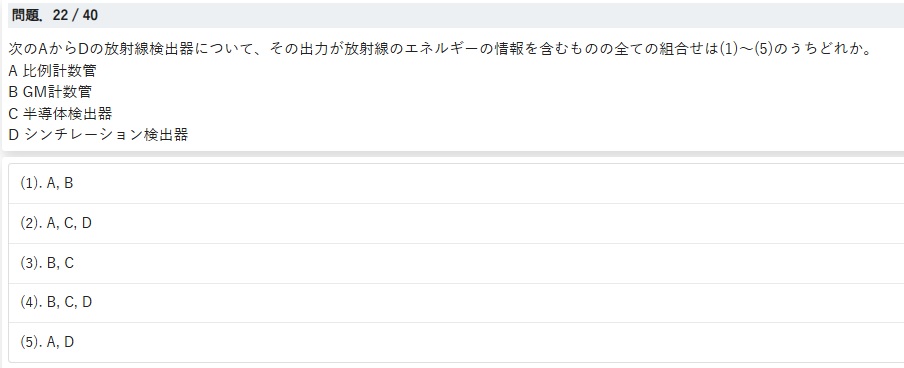 問題. 22 / 40
次のAからDの放射線検出器について、その出力が放射線のエネルギーの情報を含むものの全ての組合せは(1)～(5)のうちどれか。
A 比例計数管
B GM計数管
C 半導体検出器
D シンチレーション検出器
(1). A, B
(2). A, C, D
(3). B, C
(4). B, C, D
(5). A, D